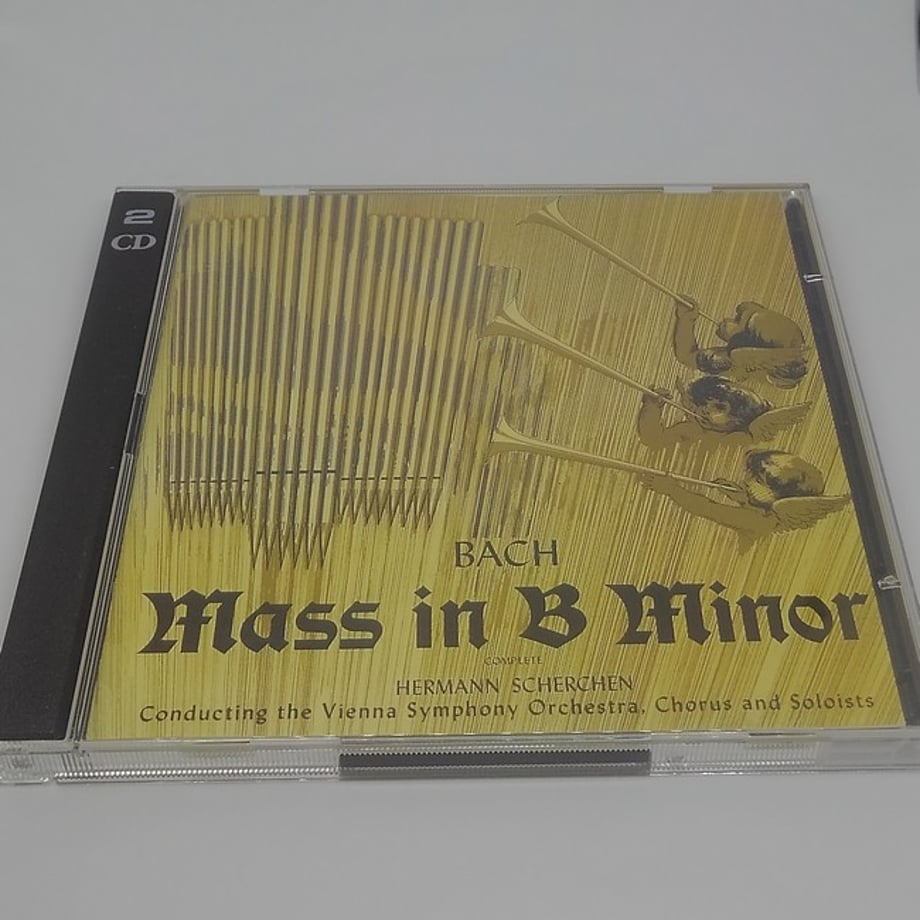 2
CD
BACH
Mass in B Minor
COMPLETE
HERMANN SCHERCHEN
Conducting the Vienna Symphony Orchestra, Chorus and Soloists